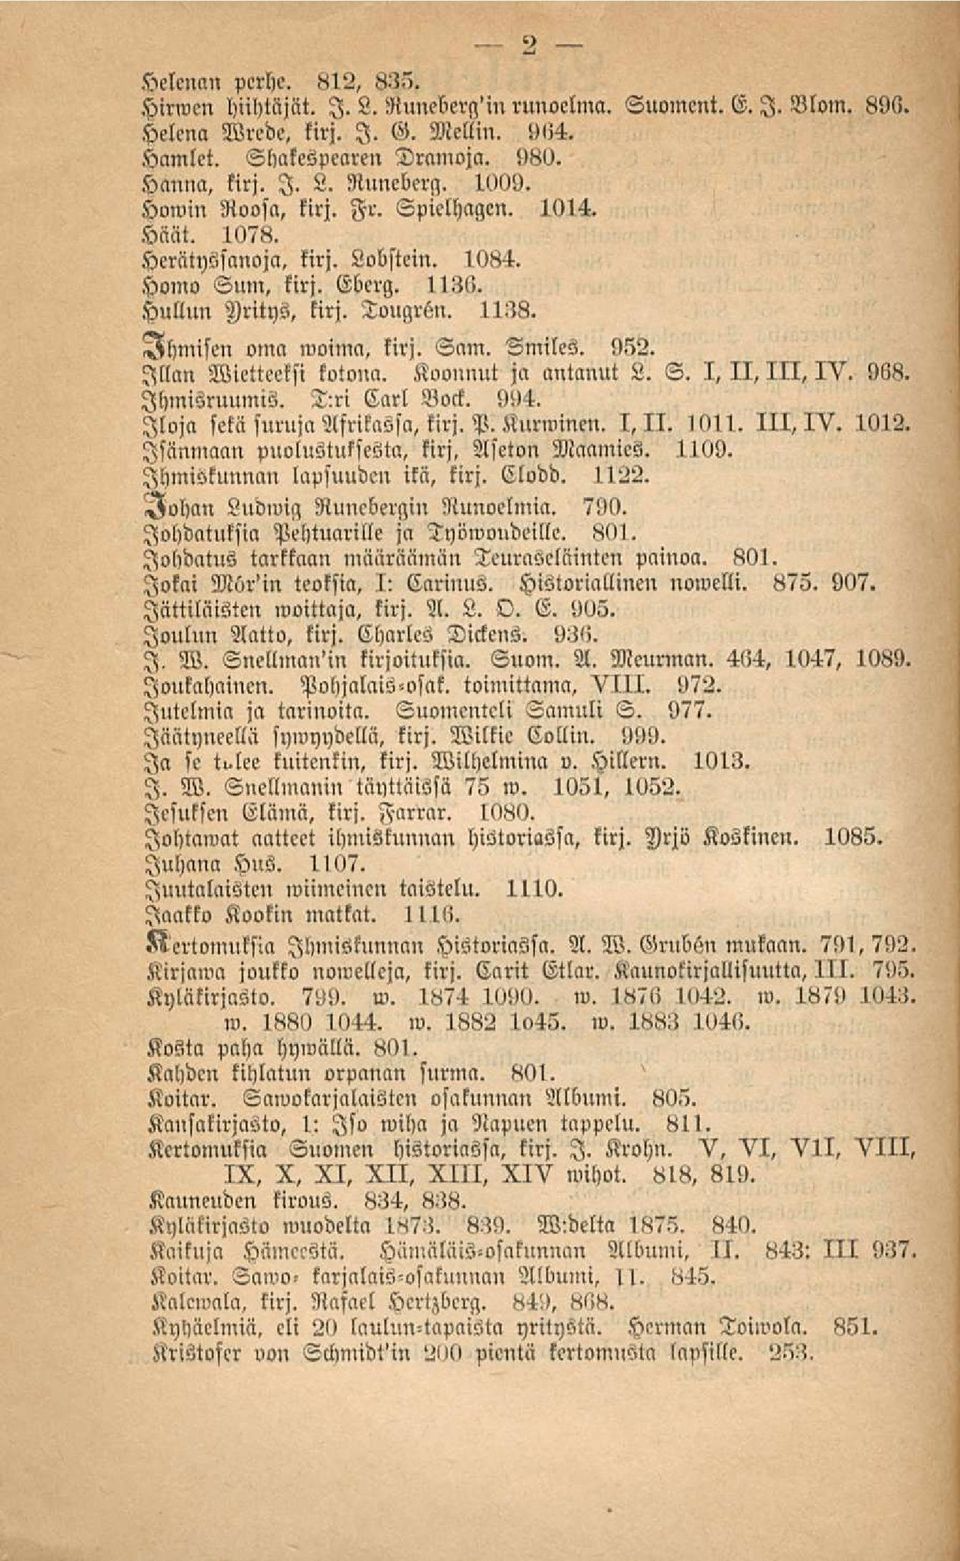 — 2 —
Helenan perhe. 812, 835.
Hirwen hiihtäjät. J. L. Runeberg'in runoelma. Suoment. E. J. Blom. 896.
Helena Wrede, kirj. J. G. Mellin. 964.
Hamlet. Shakespearen Dramoja. 980.
Hanna, kirj. J. L. Runeberg. 1009.
Howin Roosa, kirj. Fr. Spielhagen. 1014.
Häät. 1078.
Herätyssanoja, kirj. Lobstein. 1084.
Homo Sum, kirj. Eberg. 1136.
Hullun Yritys, kirj. Tougrén. 1138.
Ihmisen oma woima, kirj. Sam. Smiles. 952.
Illan Wietteeksi kotona. Koonnut ja antanut L. S. I, II, III, IV. 968.
Ihmisruumis. T:ri Carl Bock. 994.
Iloja sekä suruja Afrikassa, kirj. P. Kurwinen. I, II. 1011. III, IV. 1012.
Isänmaan puolustuksesta, kirj, Aseton Maamies. 1109.
Ihmiskunnan lapsuuden ikä, kirj. Clodd. 1122.
Johan Ludwig Runebergin Runoelmia. 790.
Johdatuksia Pehtuarille ja Työwoudeille. 801.
Johdatus tarkkaan määräämän Teuraseläinten painoa. 801.
Jokai Mór'in teoksia, I: Carinus. Historiallinen nowelli. 875. 907.
Jättiläisten woittaja, kirj. A. L. O. E. 905.
Joulun Aatto, kirj. Charles Dickens. 936.
J. W. Snellman'in kirjoituksia. Suom. A. Meurman. 464, 1047, 1089.
Joukahainen. Pohjalais-osak. toimittama, VIII. 972.
Jutelmia ja tarinoita. Suomenteli Samuli S. 977.
Jäätyneellä sywyydellä, kirj. Wilkie Collin. 999.
Ja se tulee kuitenkin, kirj. Wilhelmina v. Hillern. 1013.
J. W. Snellmanin täyttäissä 75 w. 1051, 1052.
Jesuksen Elämä, kirj. Farrar. 1080.
Johtawat aatteet ihmiskunnan historiassa, kirj. Yrjö Koskinen. 1085.
Juhana Hus. 1107.
Juutalaisten wiimeinen taistelu. 1110.
Jaakko Kookin matkat. 1116.
Kertomuksia Ihmiskunnan Historiassa. A. W. Grubén mukaan. 791, 792.
Kirjawa joukko nowelleja, kirj. Carit Etlar. Kaunokirjallisuutta, III. 795.
Kyläkirjasto. 799. w. 1874 1090. w. 1876 1042. w. 1879 1043.
w. 1880 1044. w. 1882 1o45. w. 1883 1046.
Kosta paha hywällä. 801.
Kahden kihlatun orpanan surma. 801.
Koitar. Sawokarjalaisten osakunnan Albumi. 805.
Kansakirjasto, 1: Iso wiha ja Napuen tappelu. 811.
Kertomuksia Suomen historiassa, kirj. J. Krohn. V, VI, VII, VIII,
IX, X, XI, XII, XIII, XIV wihot. 818, 819.
Kauneuden kirous. 834, 838.
Kyläkirjasto wuodelta 1873. 839. W:delta 1875. 840.
Kaikuja Hämeestä. Hämäläis-osakunnan Albumi, II. 843: III 937.
Koitar. Sawo- karjalais-osakunnan Albumi, II. 845.
Kalewala, kirj. Rafael Hertzberg. 849, 868.
Kyhäelmiä, eli 20 laulun-tapaista yritystä. Herman Toiwola. 851.
Kristofer von Schmidt'in 200 pientä kertomusta lapsille. 253.